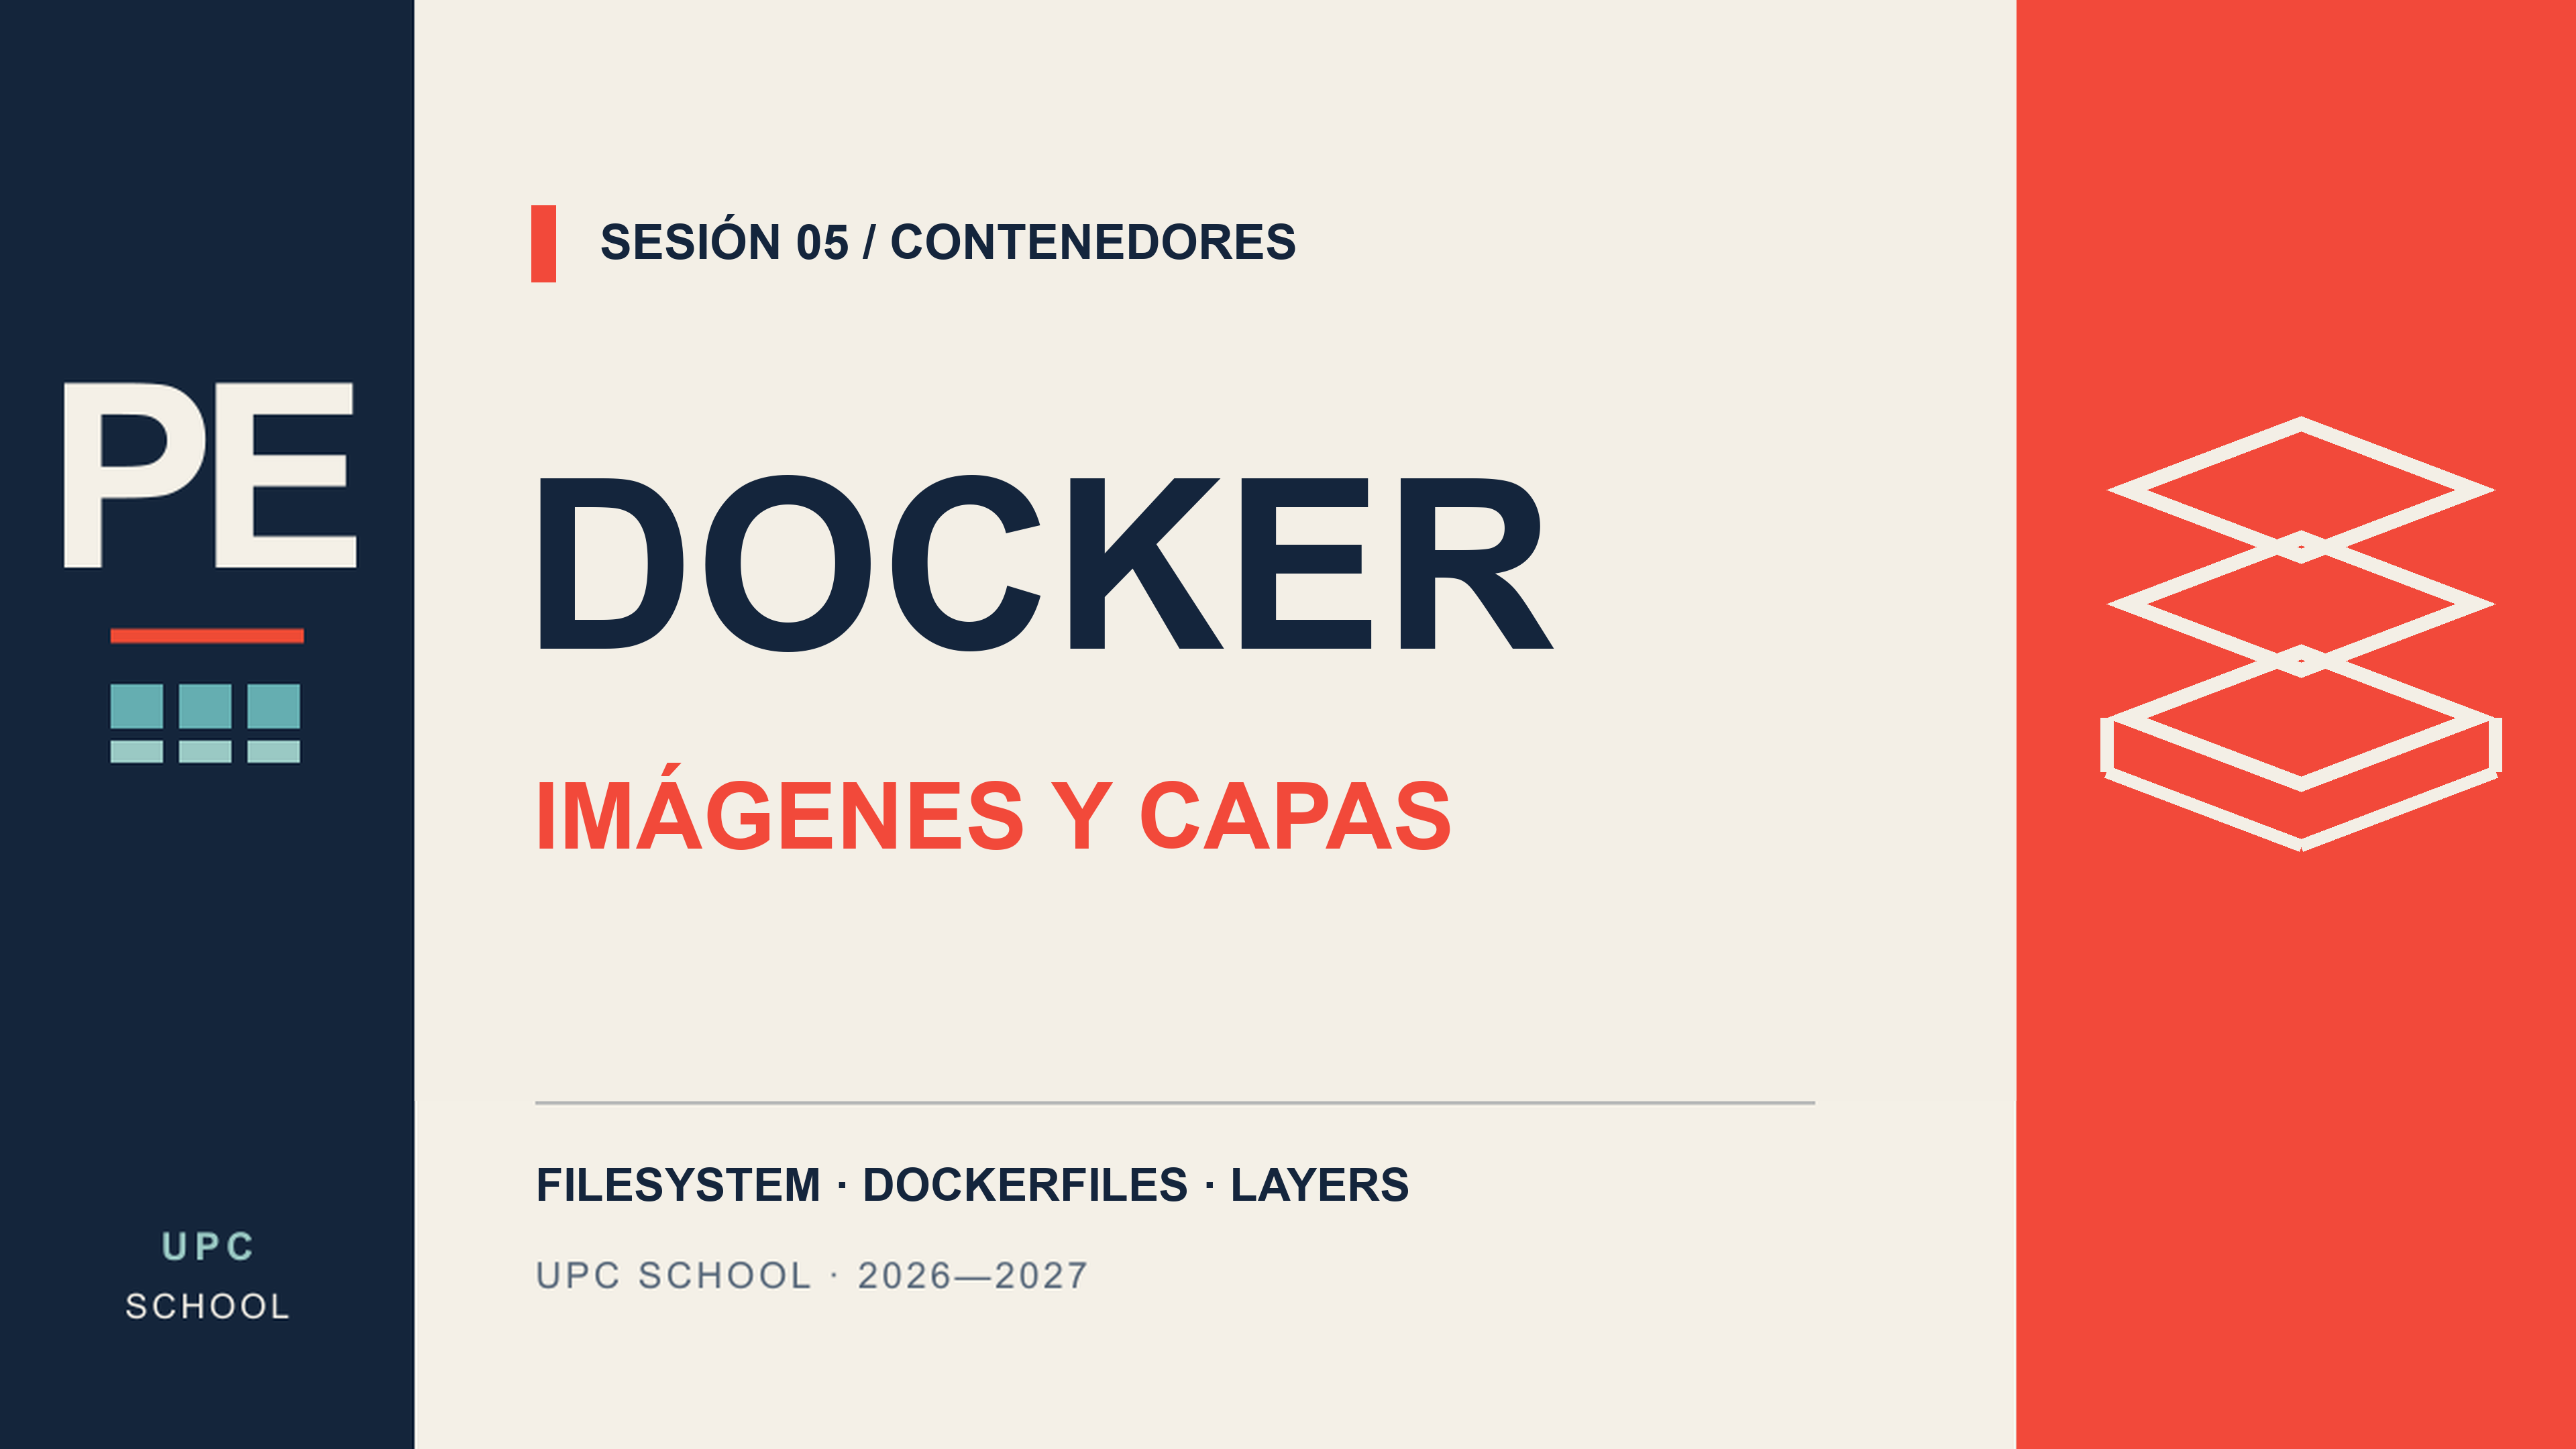 PE
UPC
SCHOOL
SESIÓN 05 / CONTENEDORES
DOCKER
IMÁGENES Y CAPAS
FILESYSTEM · DOCKERFILES · LAYERS
UPC SCHOOL · 2026—2027